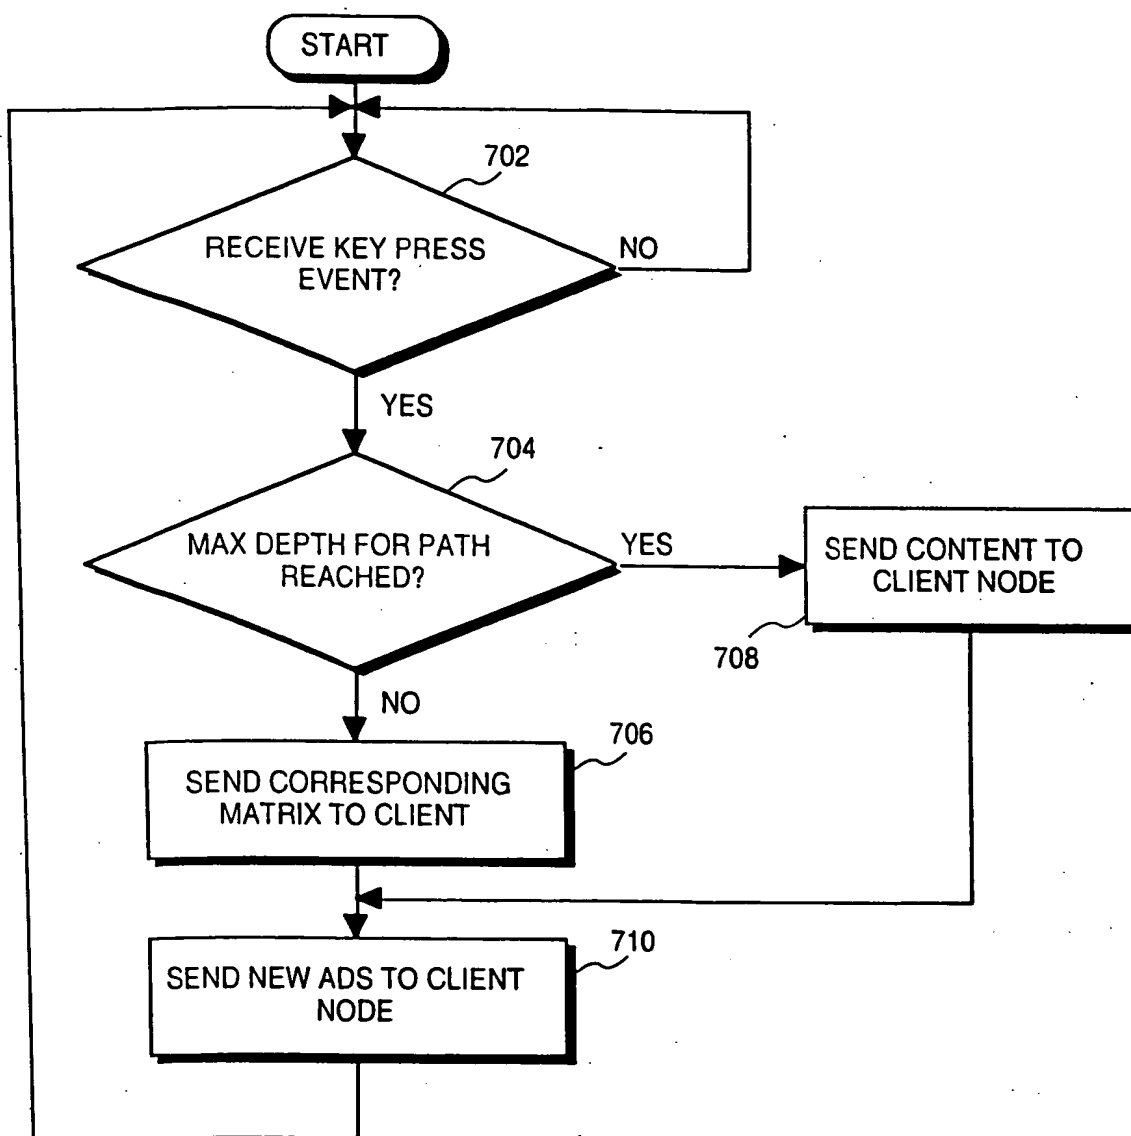 START
702
RECEIVE KEY PRESS
EVENT?
NO
YES
704
MAX DEPTH FOR PATH
REACHED?
YES
SEND CONTENT TO
CLIENT NODE
708
NO
706
SEND CORRESPONDING
MATRIX TO CLIENT
710
SEND NEW ADS TO CLIENT
NODE